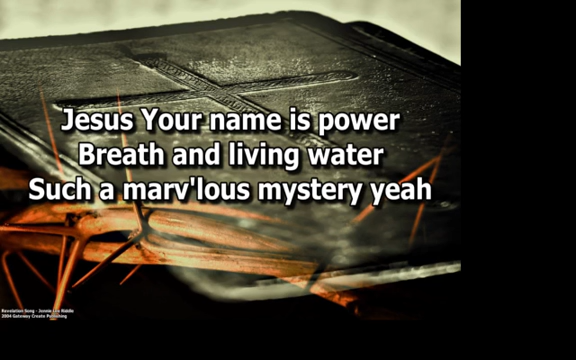 Jesus Your name is power
Breath and living water
Such a marv'lous mystery yeah
Revelation Song - Jennie Lee Riddle
2004 Gateway Create Publishing